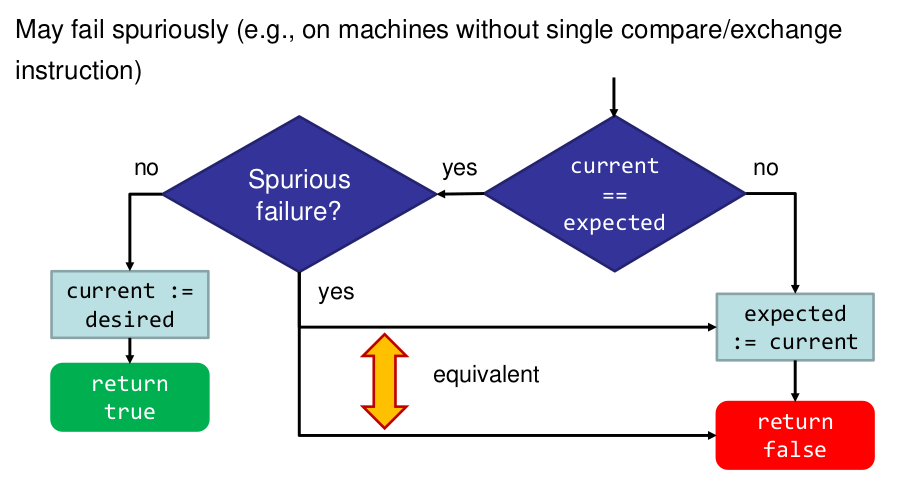 May fail spuriously (e.g., on machines without single compare/exchange
instruction)
no
Spurious
failure?
yes
current
==
expected
no
current :=
desired
yes
expected
:= current
return
true
equivalent
return
false